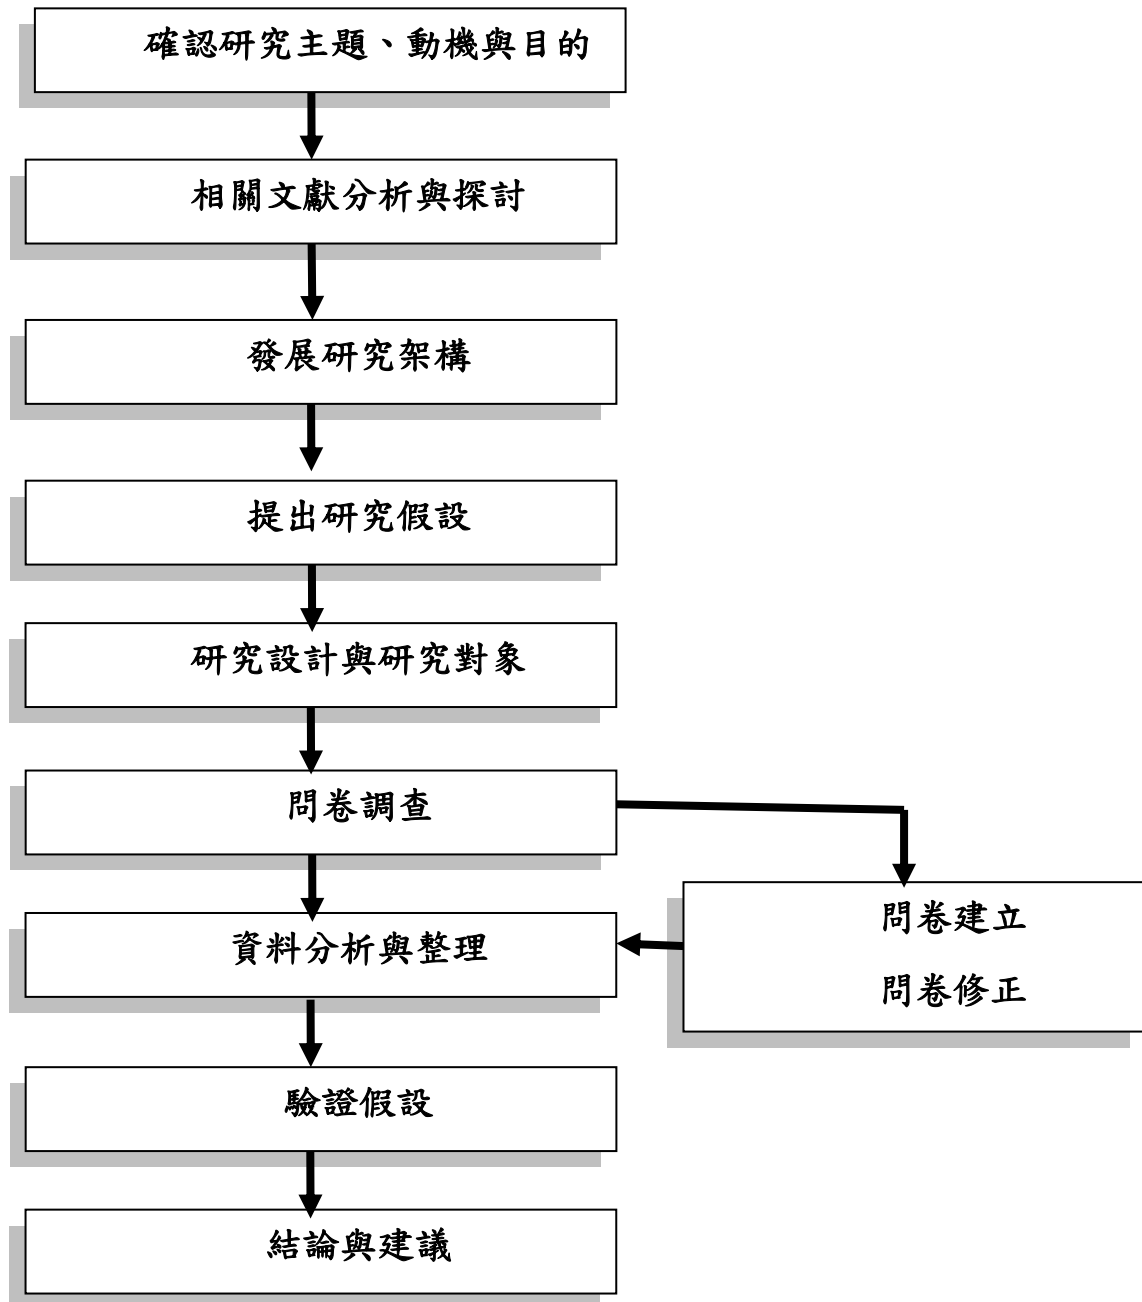 確認研究主題、動機與目的
相關文獻分析與探討
發展研究架構
提出研究假設
研究設計與研究對象
問卷調查
問卷建立
問卷修正
資料分析與整理
驗證假設
結論與建議